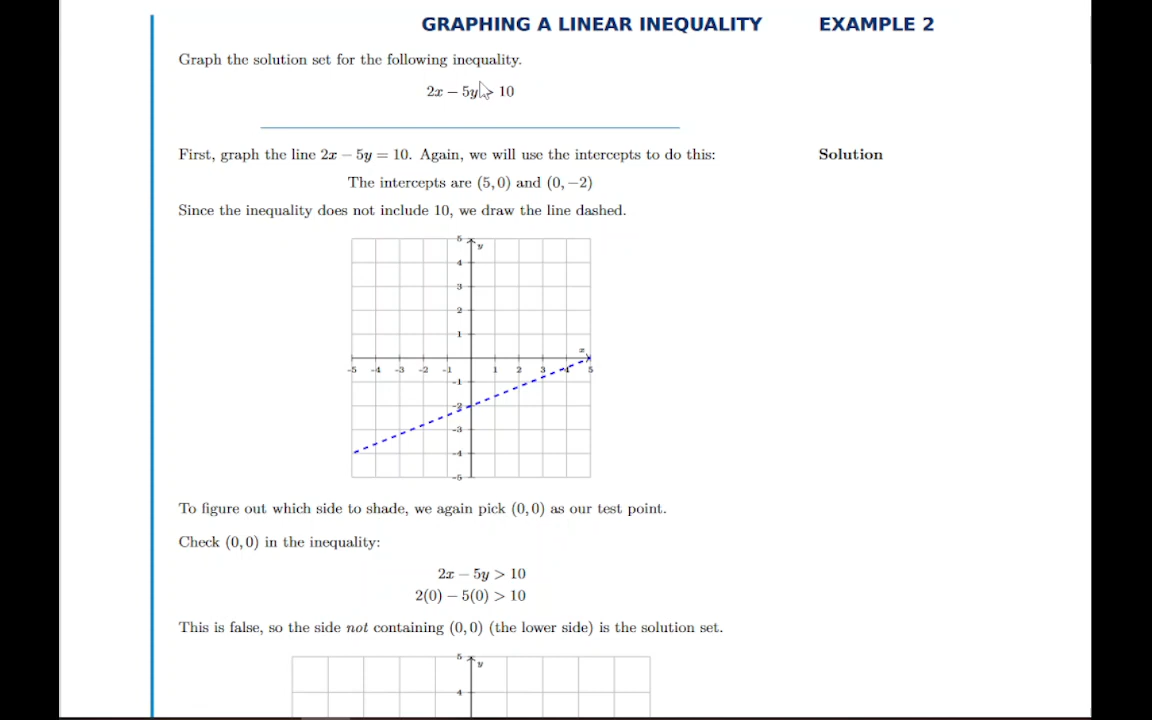 GRAPHING A LINEAR INEQUALITY EXAMPLE 2
Graph the solution set for the following inequality.
2x − 5y > 10
First, graph the line 2x − 5y = 10. Again, we will use the intercepts to do this:
Solution
The intercepts are (5, 0) and (0, −2)
Since the inequality does not include 10, we draw the line dashed.
5
y
4
3
2
1
x
-5 -4 -3 -2 -1 1 2 3 4 5
-1
-2
-3
-4
-5
To figure out which side to shade, we again pick (0, 0) as our test point.
Check (0, 0) in the inequality:
2x − 5y > 10
2(0) − 5(0) > 10
This is false, so the side not containing (0, 0) (the lower side) is the solution set.
5
y
4